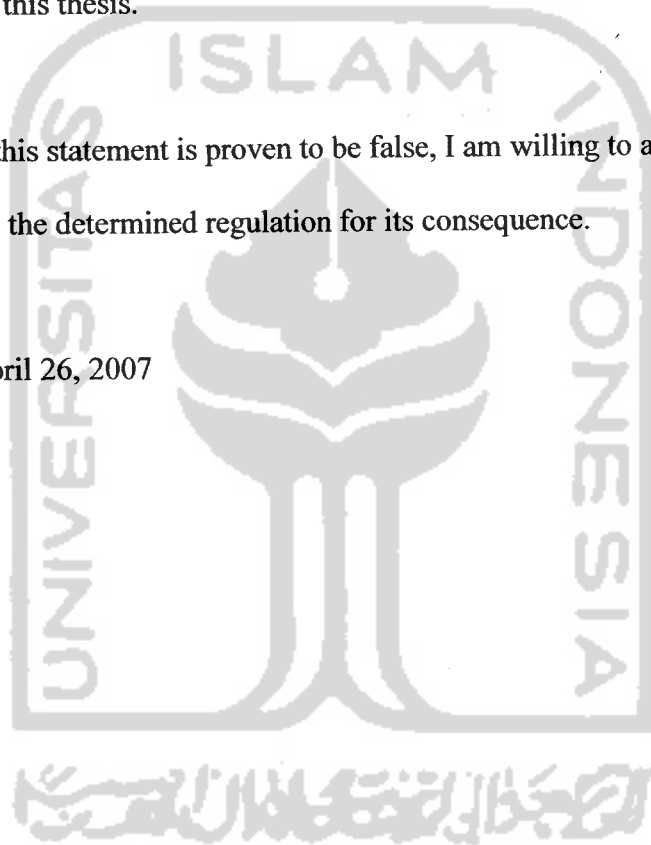 this thesis.
ISLAM
this statement is proven to be false, I am willing to a
the determined regulation for its consequence.
UNIVERSITAS
INDONESIA
ril 26, 2007